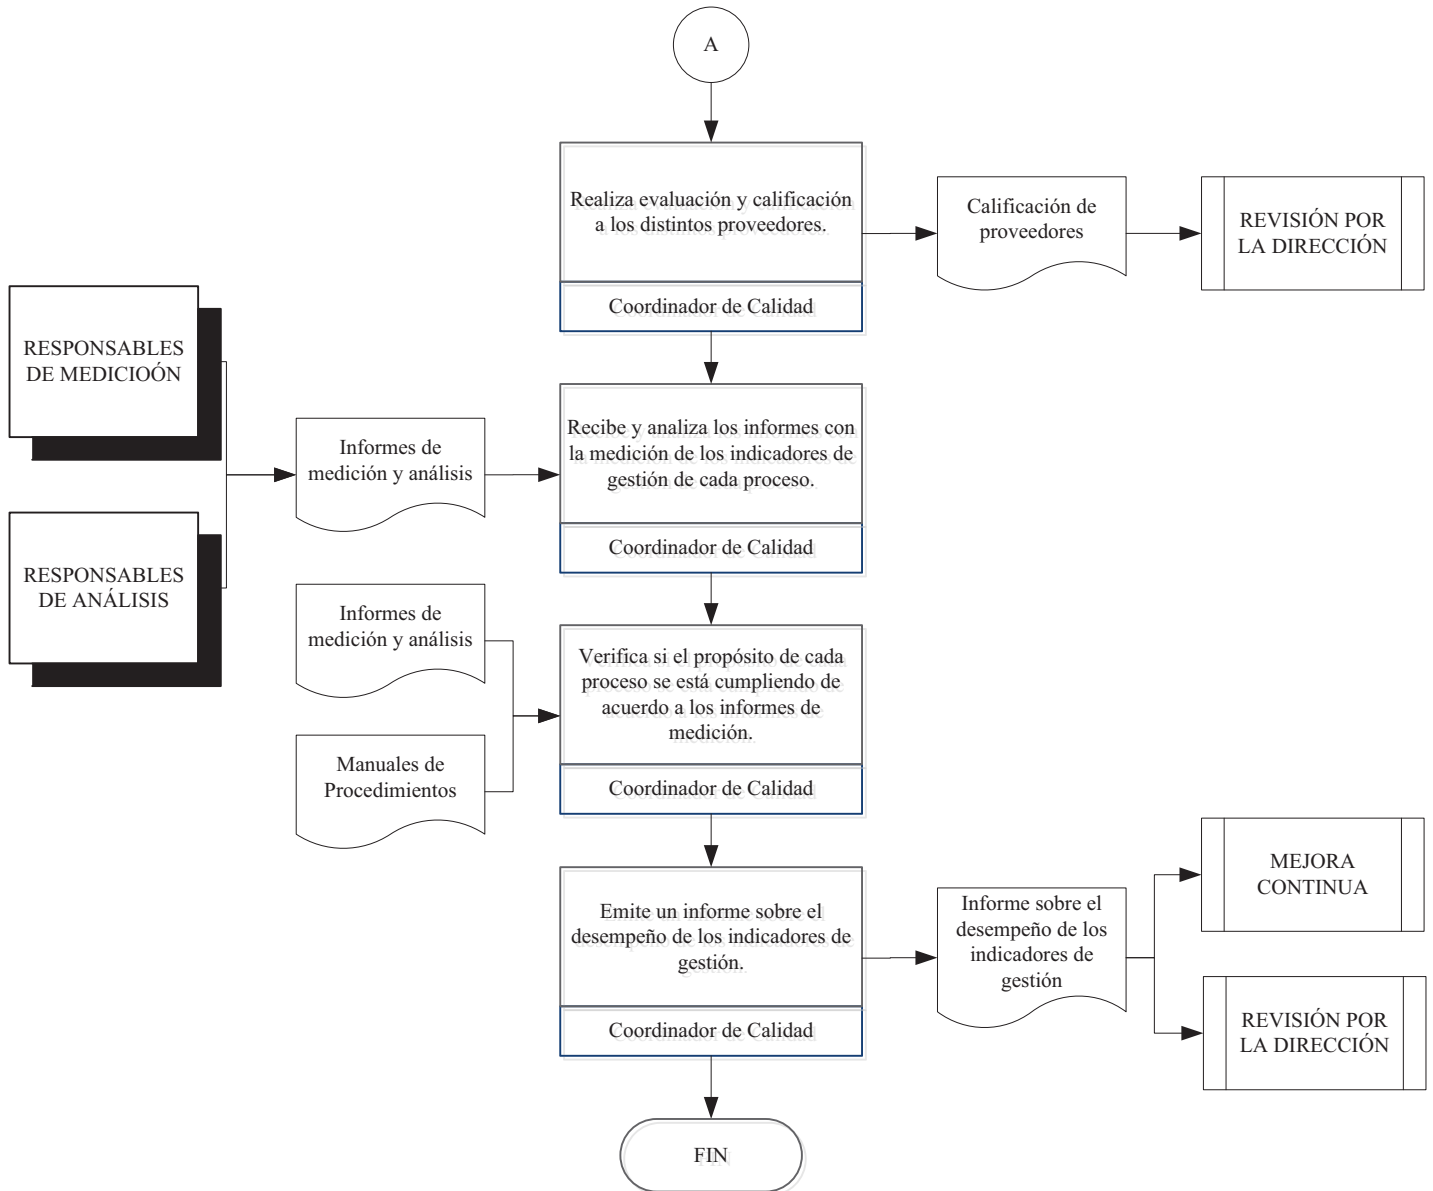 A
Realiza evaluación y calificación
a los distintos proveedores.
Coordinador de Calidad
Calificación de
proveedores
REVISIÓN POR
LA DIRECCIÓN
RESPONSABLES
DE MEDICIOÓN
Informes de
medición y análisis
Recibe y analiza los informes con
la medición de los indicadores de
gestión de cada proceso.
Coordinador de Calidad
RESPONSABLES
DE ANÁLISIS
Informes de
medición y análisis
Manuales de
Procedimientos
Verifica si el propósito de cada
proceso se está cumpliendo de
acuerdo a los informes de
medición.
Coordinador de Calidad
Emite un informe sobre el
desempeño de los indicadores de
gestión.
Coordinador de Calidad
Informe sobre el
desempeño de los
indicadores de
gestión
MEJORA
CONTINUA
REVISIÓN POR
LA DIRECCIÓN
FIN